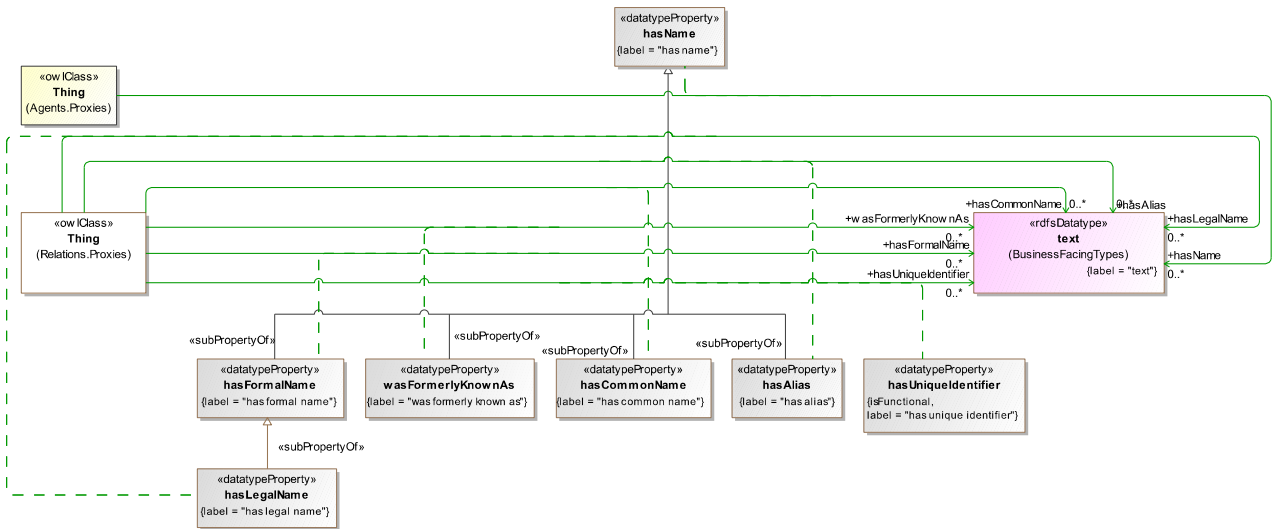 «datatypeProperty»
hasName
{label = "has name"}
«owlClass»
Thing
(Agents.Proxies)
+hasCommonName
0..*
0..*
+hasAlias
«owlClass»
Thing
(Relations.Proxies)
+wasFormerlyKnownAs
0..*
+hasFormalName
0..*
+hasUniqueIdentifier
0..*
«rdfsDatatype»
text
(BusinessFacingTypes)
{label = "text"}
+hasLegalName
0..*
+hasName
0..*
«subPropertyOf»
«subPropertyOf»
«subPropertyOf»
«subPropertyOf»
«datatypeProperty»
hasFormalName
{label = "has formal name"}
«datatypeProperty»
wasFormerlyKnownAs
{label = "was formerly known as"}
«datatypeProperty»
hasCommonName
{label = "has common name"}
«datatypeProperty»
hasAlias
{label = "has alias"}
«datatypeProperty»
hasUniqueIdentifier
{isFunctional,
label = "has unique identifier"}
«subPropertyOf»
«datatypeProperty»
hasLegalName
{label = "has legal name"}